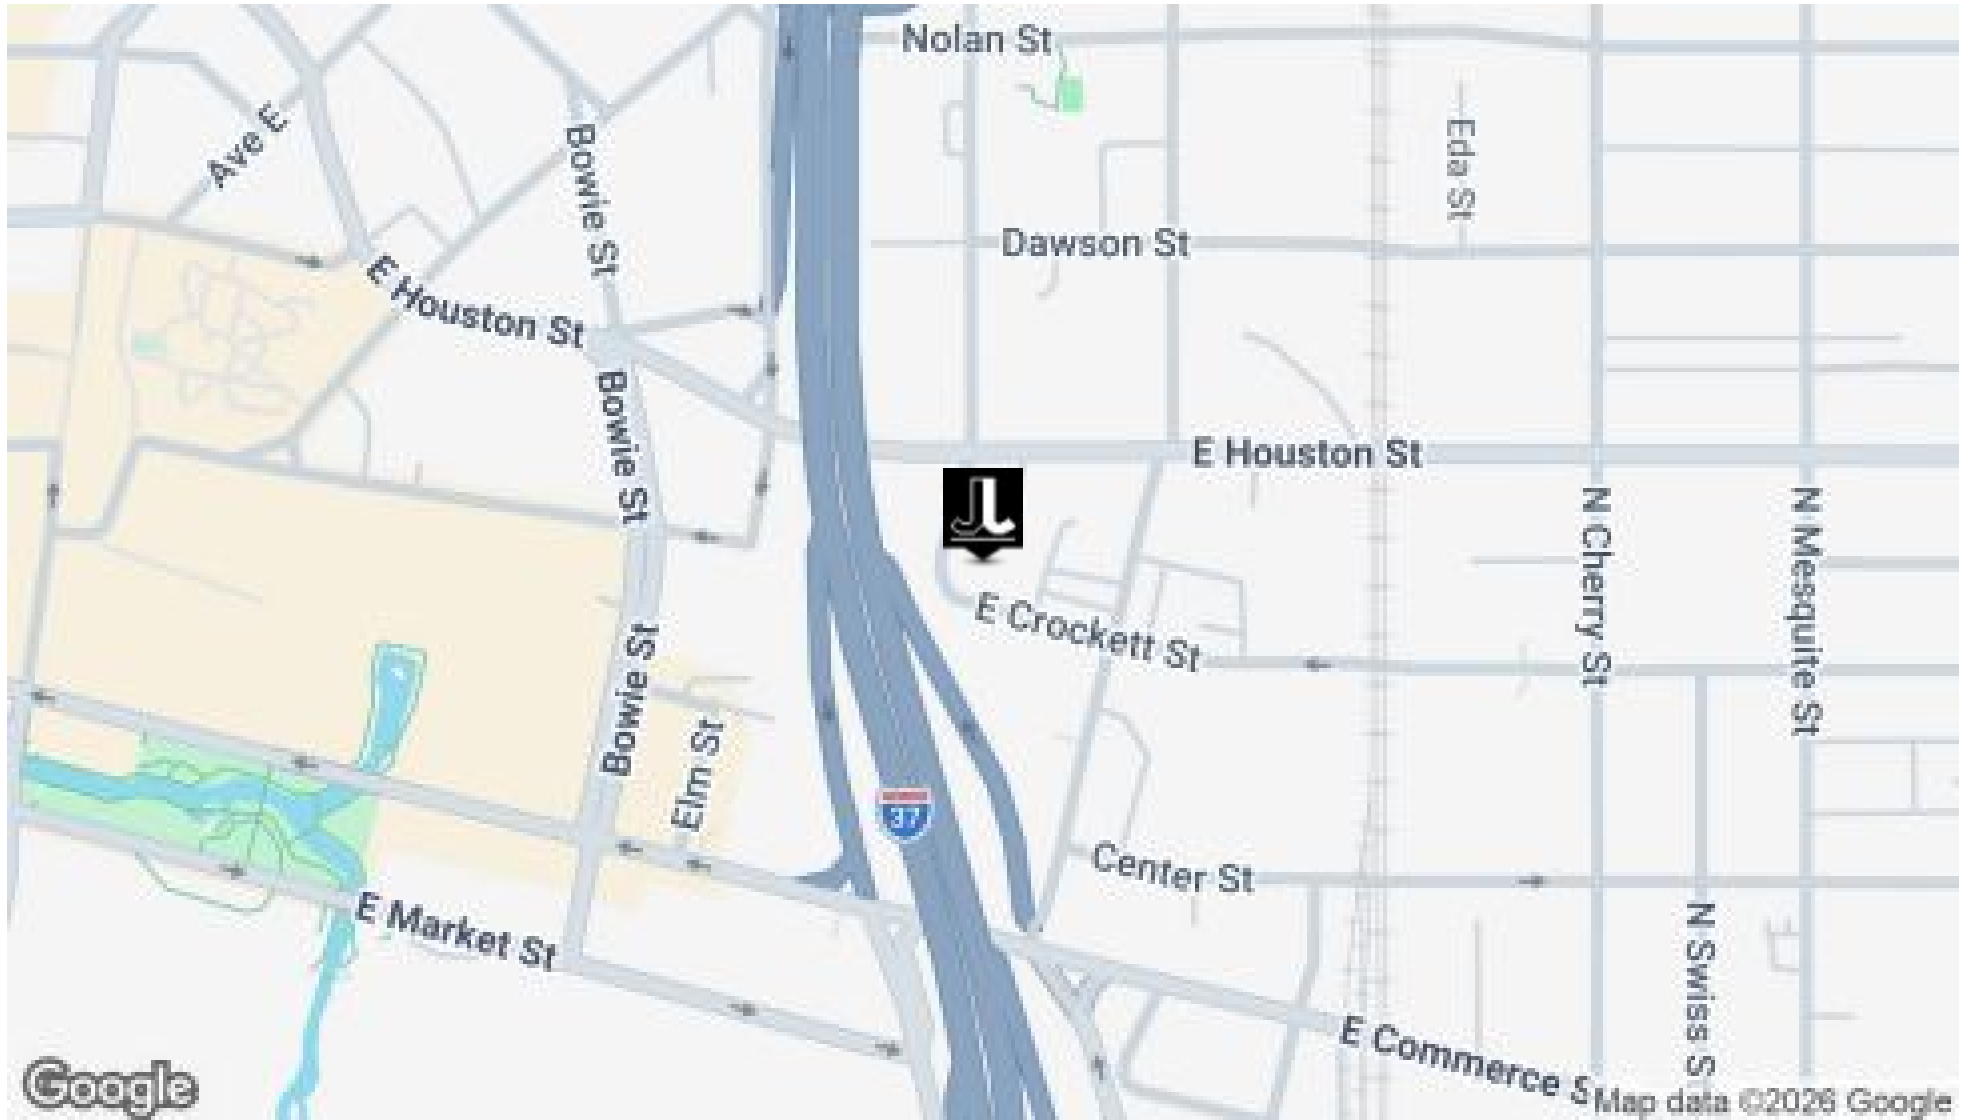 Nolan St
Ave E
Bowie St
Eda St
Dawson St
E Houston St
Bowie St
E Houston St
JL
N Cherry St
N Mesquite St
E Crockett St
Bowie St
Elm St
37
Center St
E Market St
N Swiss S
E Commerce S
Google
Map data ©2026 Google